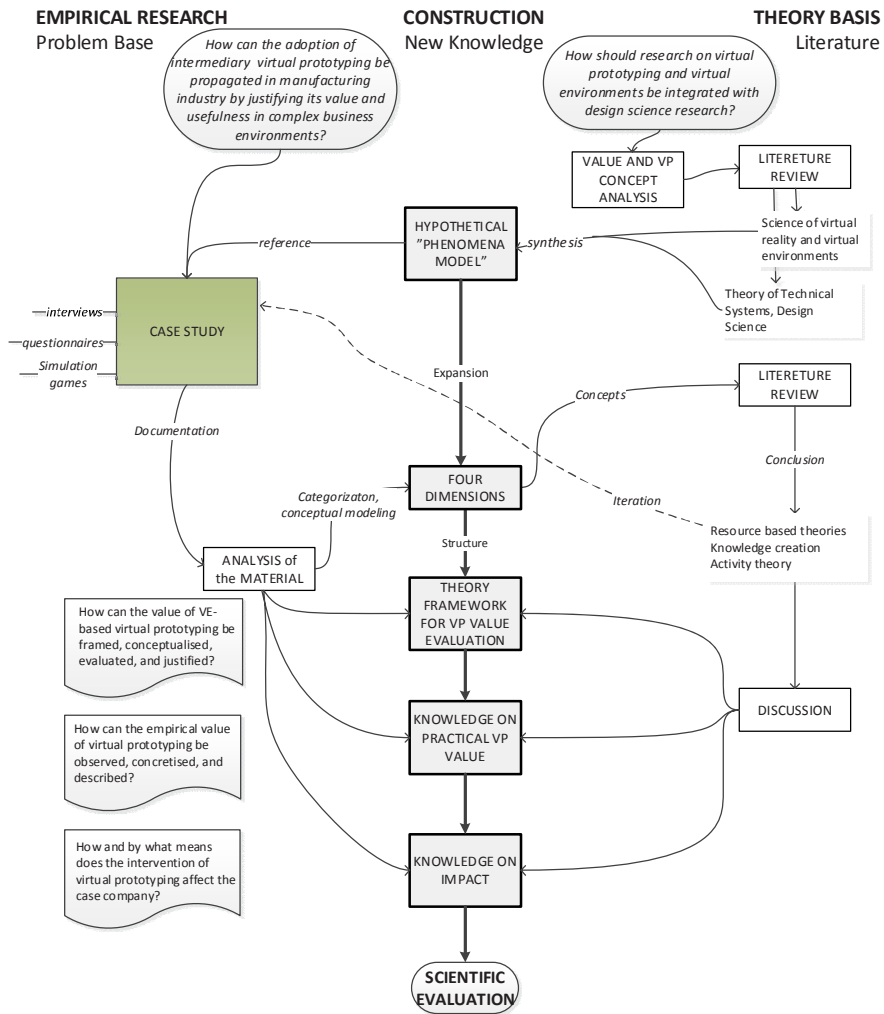 EMPIRICAL RESEARCH
Problem Base
CONSTRUCTION
New Knowledge
THEORY BASIS
Literature
How can the adoption of
intermediary virtual prototyping be
propagated in manufacturing
industry by justifying its value and
usefulness in complex business
environments?
How should research on virtual
prototyping and virtual
environments be integrated with
design science research?
VALUE AND VP
CONCEPT
ANALYSIS
LITERETURE
REVIEW
HYPOTHETICAL
"PHENOMENA
MODEL"
reference
synthesis
Science of virtual
reality and virtual
environments
Theory of Technical
Systems, Design
Science
CASE STUDY
interviews
questionnaires
Simulation
games
Expansion
Documentation
Concepts
LITERETURE
REVIEW
Conclusion
FOUR
DIMENSIONS
Categorizaton,
conceptual modeling
Iteration
Structure
Resource based theories
Knowledge creation
Activity theory
ANALYSIS of
the MATERIAL
THEORY
FRAMEWORK
FOR VP VALUE
EVALUATION
How can the value of VE-
based virtual prototyping be
framed, conceptualised,
evaluated, and justified?
KNOWLEDGE ON
PRACTICAL VP
VALUE
DISCUSSION
How can the empirical value
of virtual prototyping be
observed, concretised, and
described?
How and by what means
does the intervention of
virtual prototyping affect the
case company?
KNOWLEDGE ON
IMPACT
SCIENTIFIC
EVALUATION